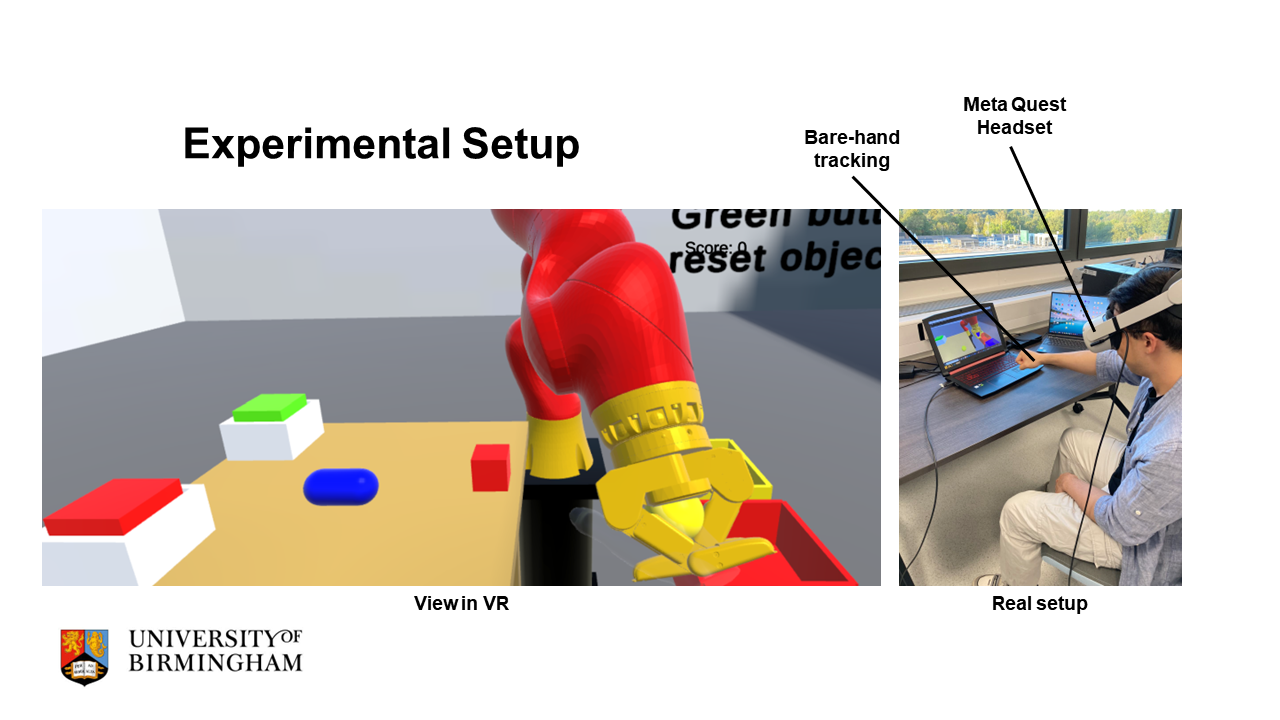 Experimental Setup
Bare-hand
tracking
Meta Quest
Headset
Green butt
Score: 0
reset objec
View in VR
Real setup
UNIVERSITY OF
BIRMINGHAM